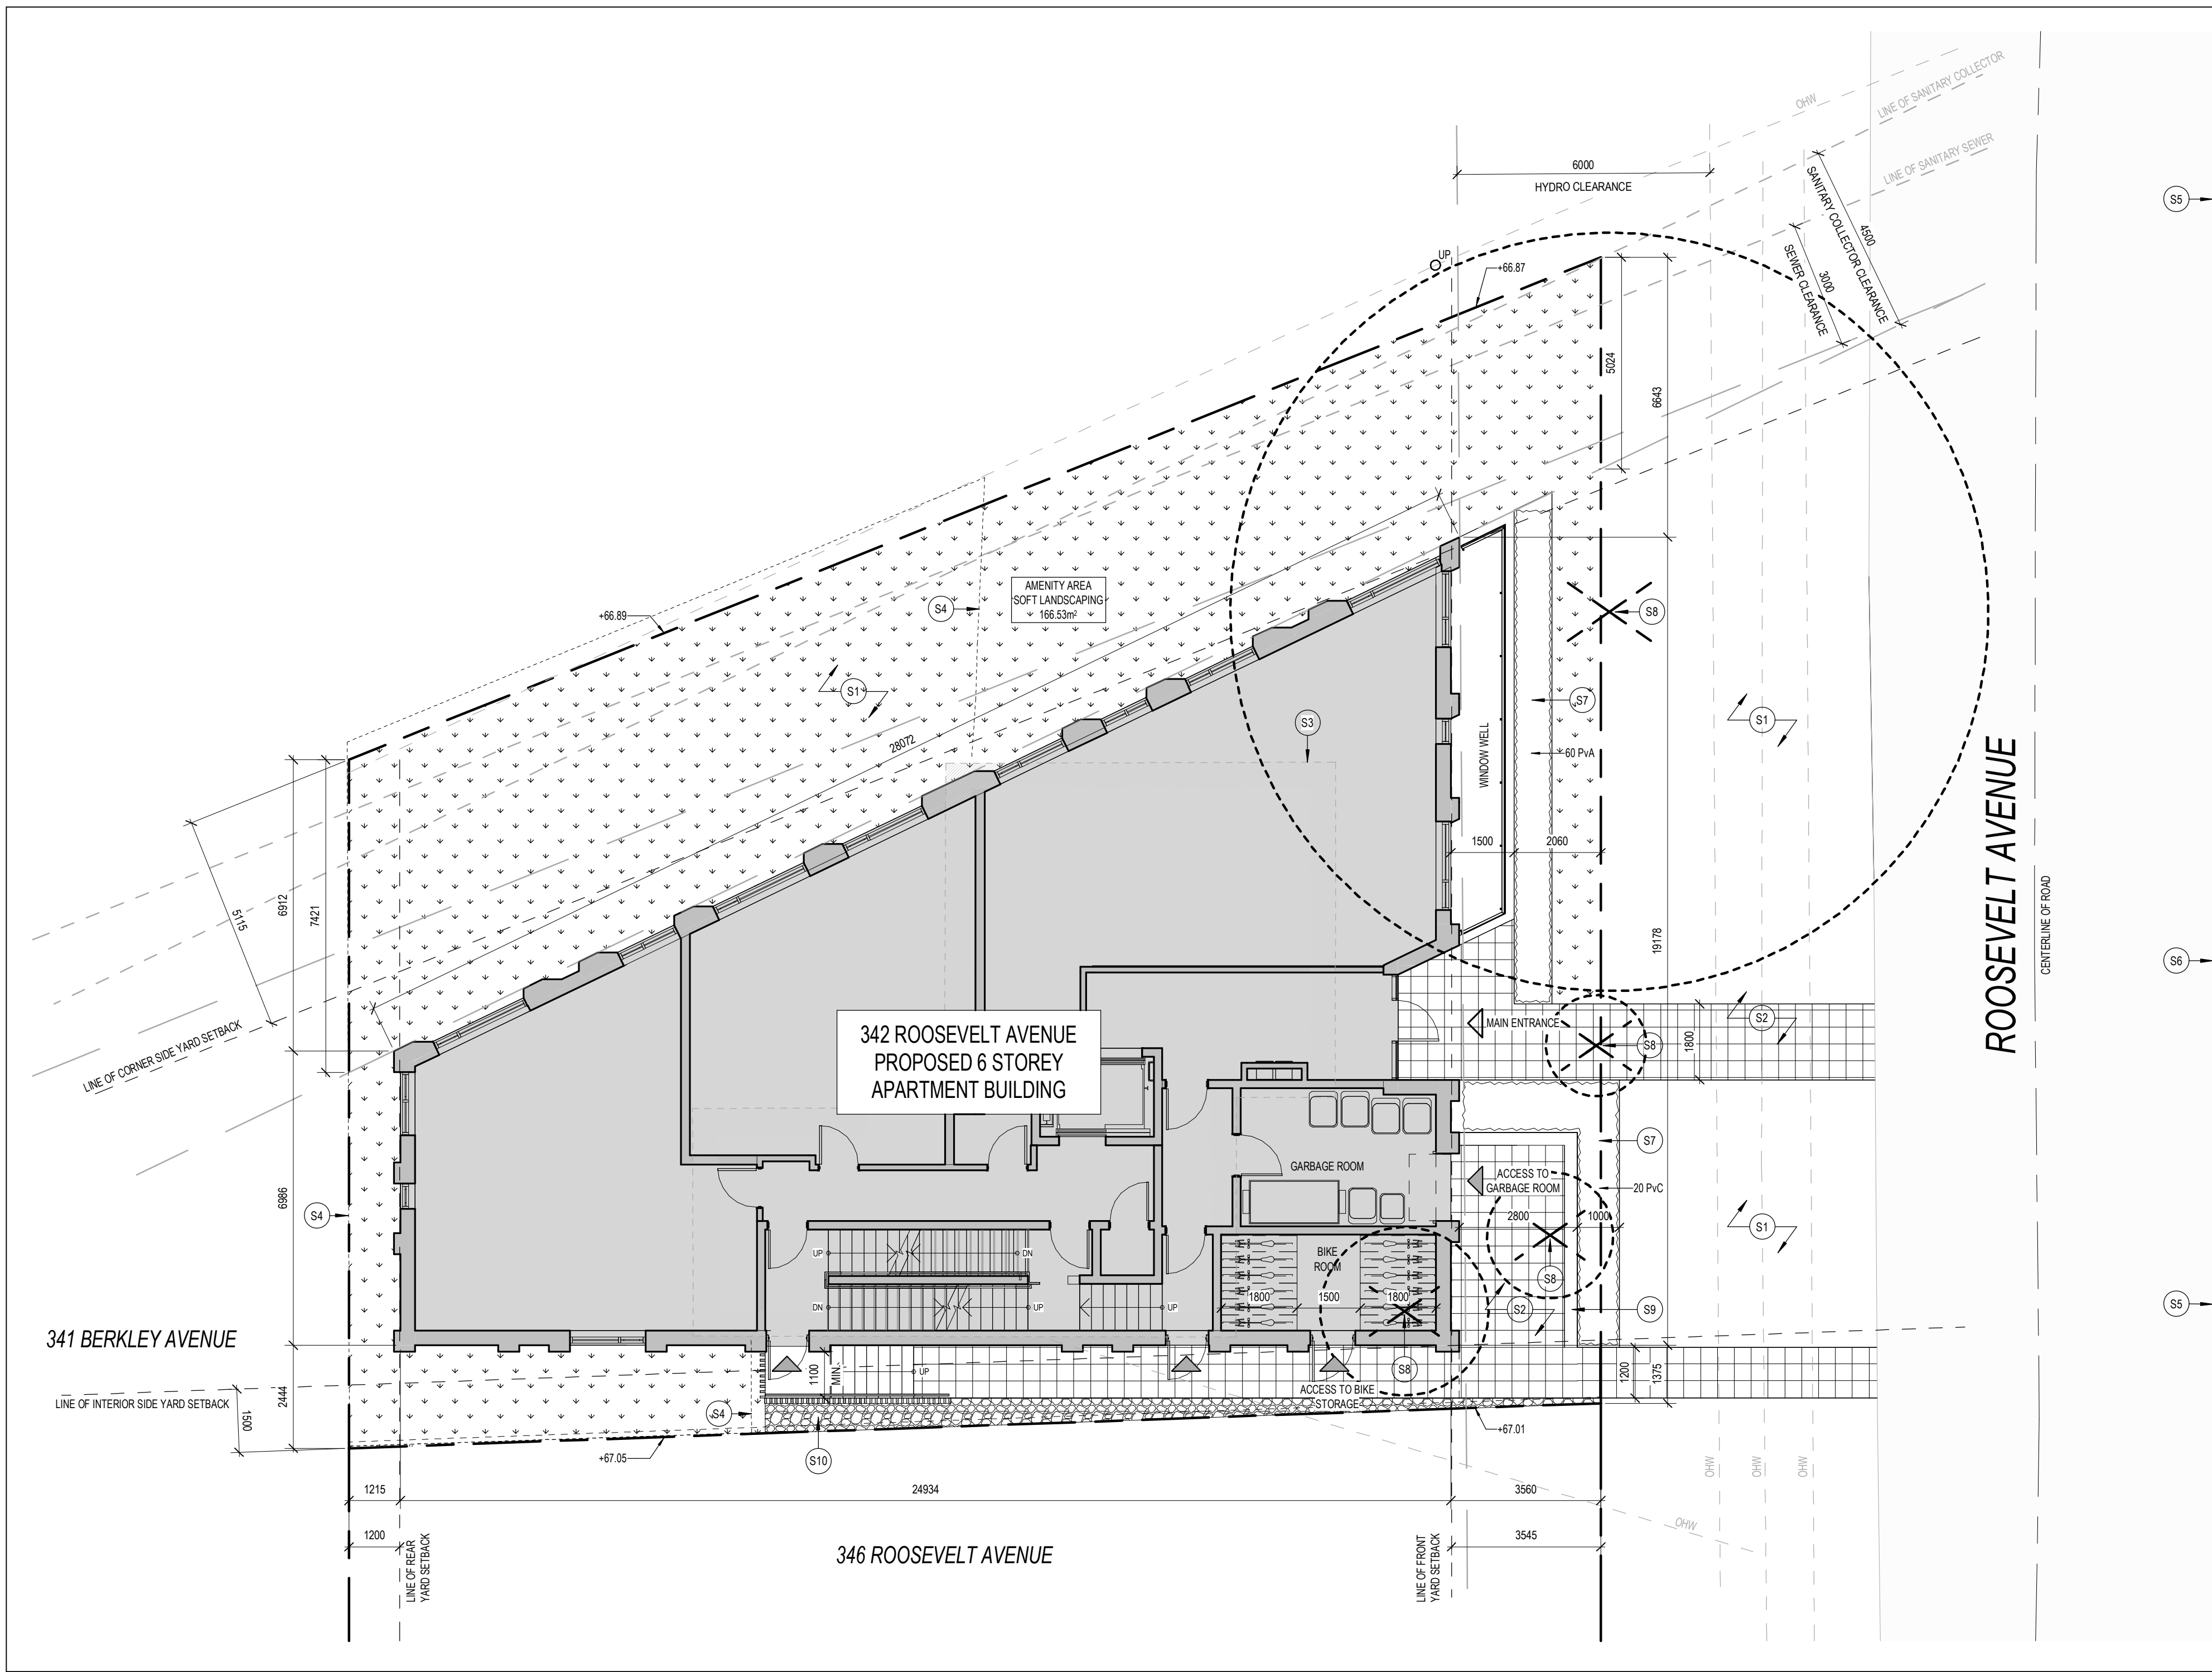 OHW
LINE OF SANITARY COLLECTOR
LINE OF SANITARY SEWER
6000
HYDRO CLEARANCE
SANITARY COLLECTOR CLEARANCE
4500
SEWER CLEARANCE
3000
S5
UP
+66.87
5024
6643
AMENITY AREA
SOFT LANDSCAPING
166.53m²
S4
+66.89
S1
28072
S3
S8
S7
60 PvA
WINDOW WELL
S1
1500
2060
ROOSEVELT AVENUE
CENTERLINE OF ROAD
19178
S6
5115
6912
7421
LINE OF CORNER SIDE YARD SETBACK
342 ROOSEVELT AVENUE
PROPOSED 6 STOREY
APARTMENT BUILDING
MAIN ENTRANCE
S2
S8
1800
S7
GARBAGE ROOM
ACCESS TO
GARBAGE ROOM
20 PvC
6986
S4
2800
1000
S1
UP
DN
BIKE
ROOM
S8
DN
UP
UP
1800
1500
1800
S2
S9
S5
341 BERKLEY AVENUE
LINE OF INTERIOR SIDE YARD SETBACK
1500
2444
1100
MIN.
UP
S8
1200
1375
ACCESS TO BIKE
STORAGE
S4
+67.05
S10
+67.01
OHW
OHW
OHW
1215
24934
3560
1200
LINE OF REAR
YARD SETBACK
346 ROOSEVELT AVENUE
LINE OF FRONT
YARD SETBACK
3545
OHW